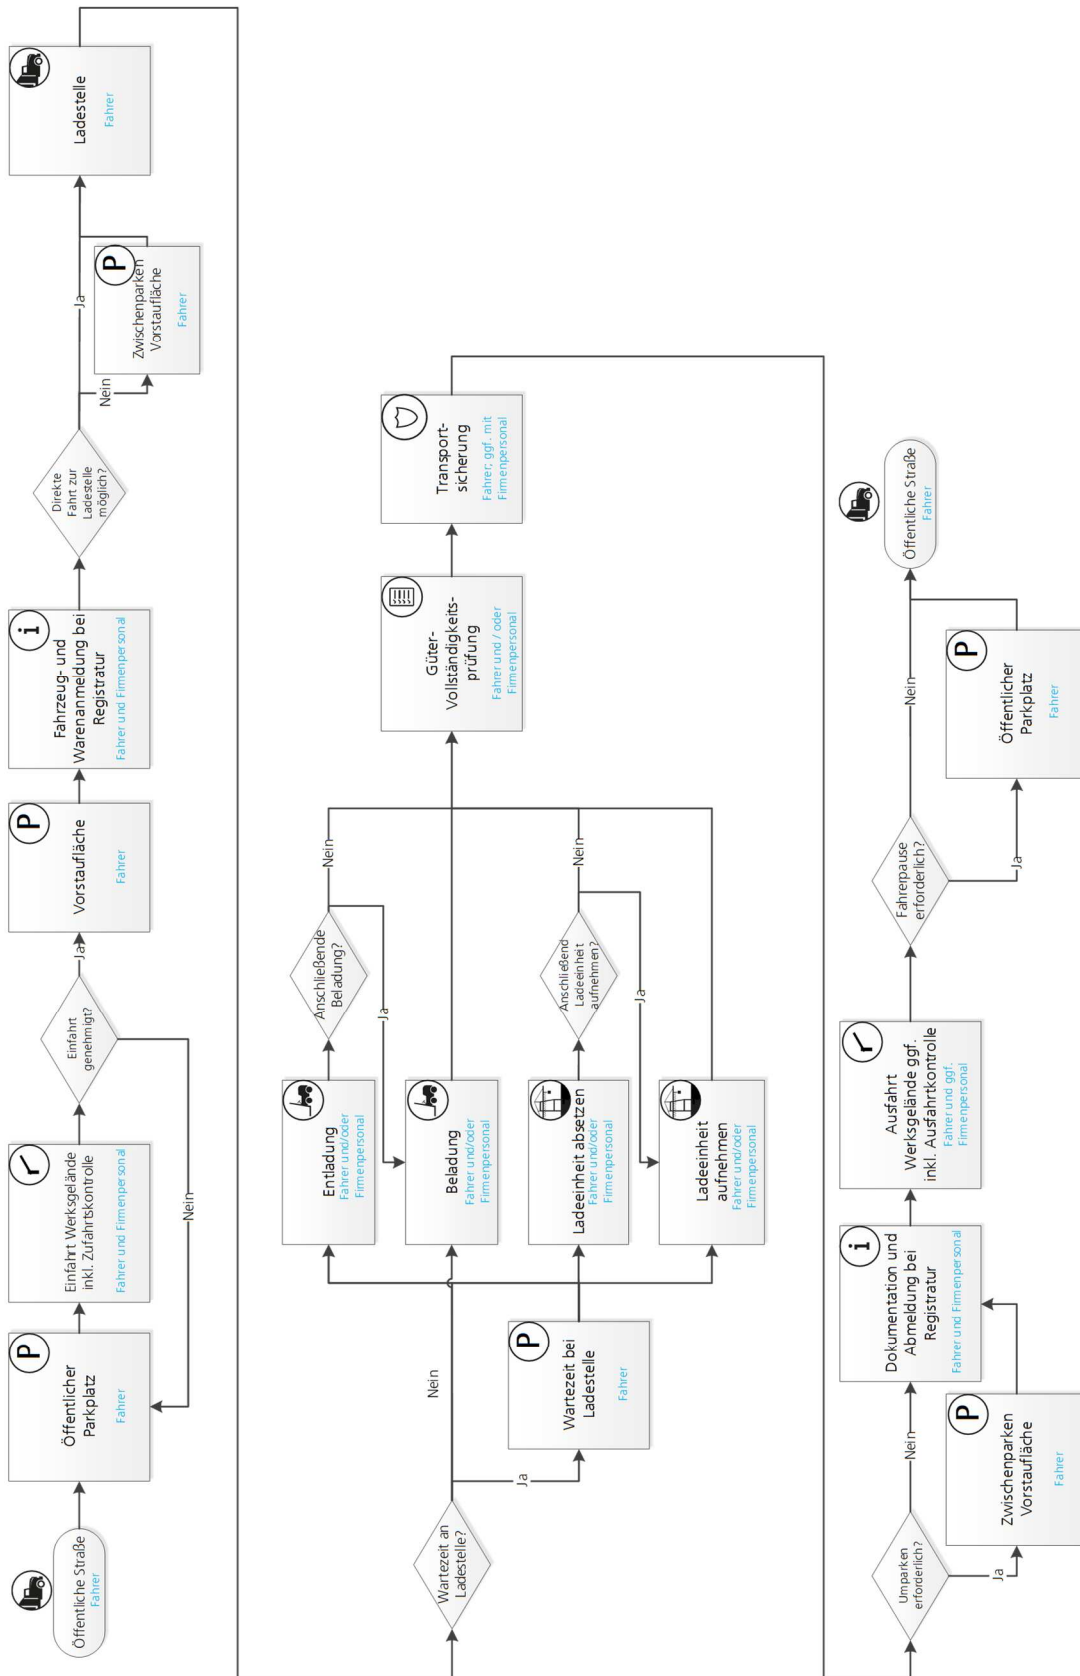 Öffentliche Straße
Fahrer
P
Öffentlicher
Parkplatz
Fahrer
Einfahrt Werksgelände
inkl. Zufahrtskontrolle
Fahrer und Firmenpersonal
Einfahrt
genehmigt?
Nein
Ja
P
Vorstaufläche
Fahrer
i
Fahrzeug- und
Warenanmeldung bei
Registratur
Fahrer und Firmenpersonal
Direkte
Fahrt zur
Ladestelle
möglich?
Nein
Ja
P
Zwischenparken
Vorstaufläche
Fahrer
Ladestelle
Fahrer
Wartezeit an
Ladestelle?
Nein
Ja
P
Wartezeit bei
Ladestelle
Fahrer
Entladung
Fahrer und/oder
Firmenpersonal
Anschließende
Beladung?
Nein
Ja
Beladung
Fahrer und/oder
Firmenpersonal
Ladeeinheit absetzen
Fahrer und/oder
Firmenpersonal
Anschließend
Ladeeinheit
aufnehmen?
Nein
Ja
Ladeeinheit
aufnehmen
Fahrer und/oder
Firmenpersonal
Güter-
Vollständigkeits-
prüfung
Fahrer und / oder
Firmenpersonal
Transport-
sicherung
Fahrer; ggf. mit
Firmenpersonal
Umparken
erforderlich?
Nein
Ja
P
Zwischenparken
Vorstaufläche
Fahrer
i
Dokumentation und
Abmeldung bei
Registratur
Fahrer und Firmenpersonal
Ausfahrt
Werksgelände ggf.
inkl. Ausfahrtkontrolle
Fahrer und ggf.
Firmenpersonal
Fahrerpause
erforderlich?
Nein
Ja
P
Öffentlicher
Parkplatz
Fahrer
Öffentliche Straße
Fahrer